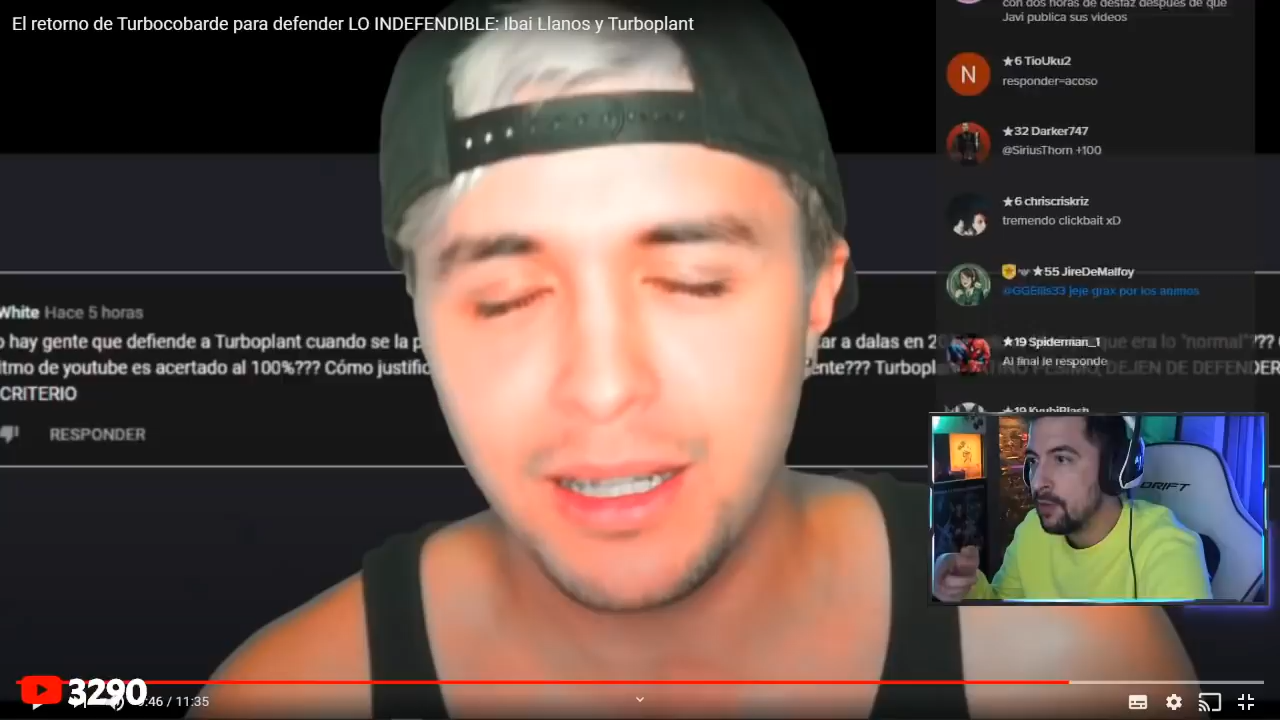 El retorno de Turbocobarde para defender LO INDEFENDIBLE: Ibai Llanos y Turboplant
con dos horas de desfaz después de que
Javi publica sus videos
★6 TioUku2
responder=acoso
★32 Darker747
@SiriusThorn +100
★6 chriscriskriz
tremendo clickbait xD
★55 JireDeMalfoy
@GGEllis33 jeje grax por los animos
★19 Spiderman_1
Al final le responde
★19 KyubiBlash
White Hace 5 horas
o hay gente que defiende a Turboplant cuando se la p
ar a dalas en 20 que era lo "normal"???
itmo de youtube es acertado al 100%??? Cómo justific
ente??? Turbopl DEJEN DE DEFENDER
CRITERIO
RESPONDER
DRIFT
3290
:46 / 11:35